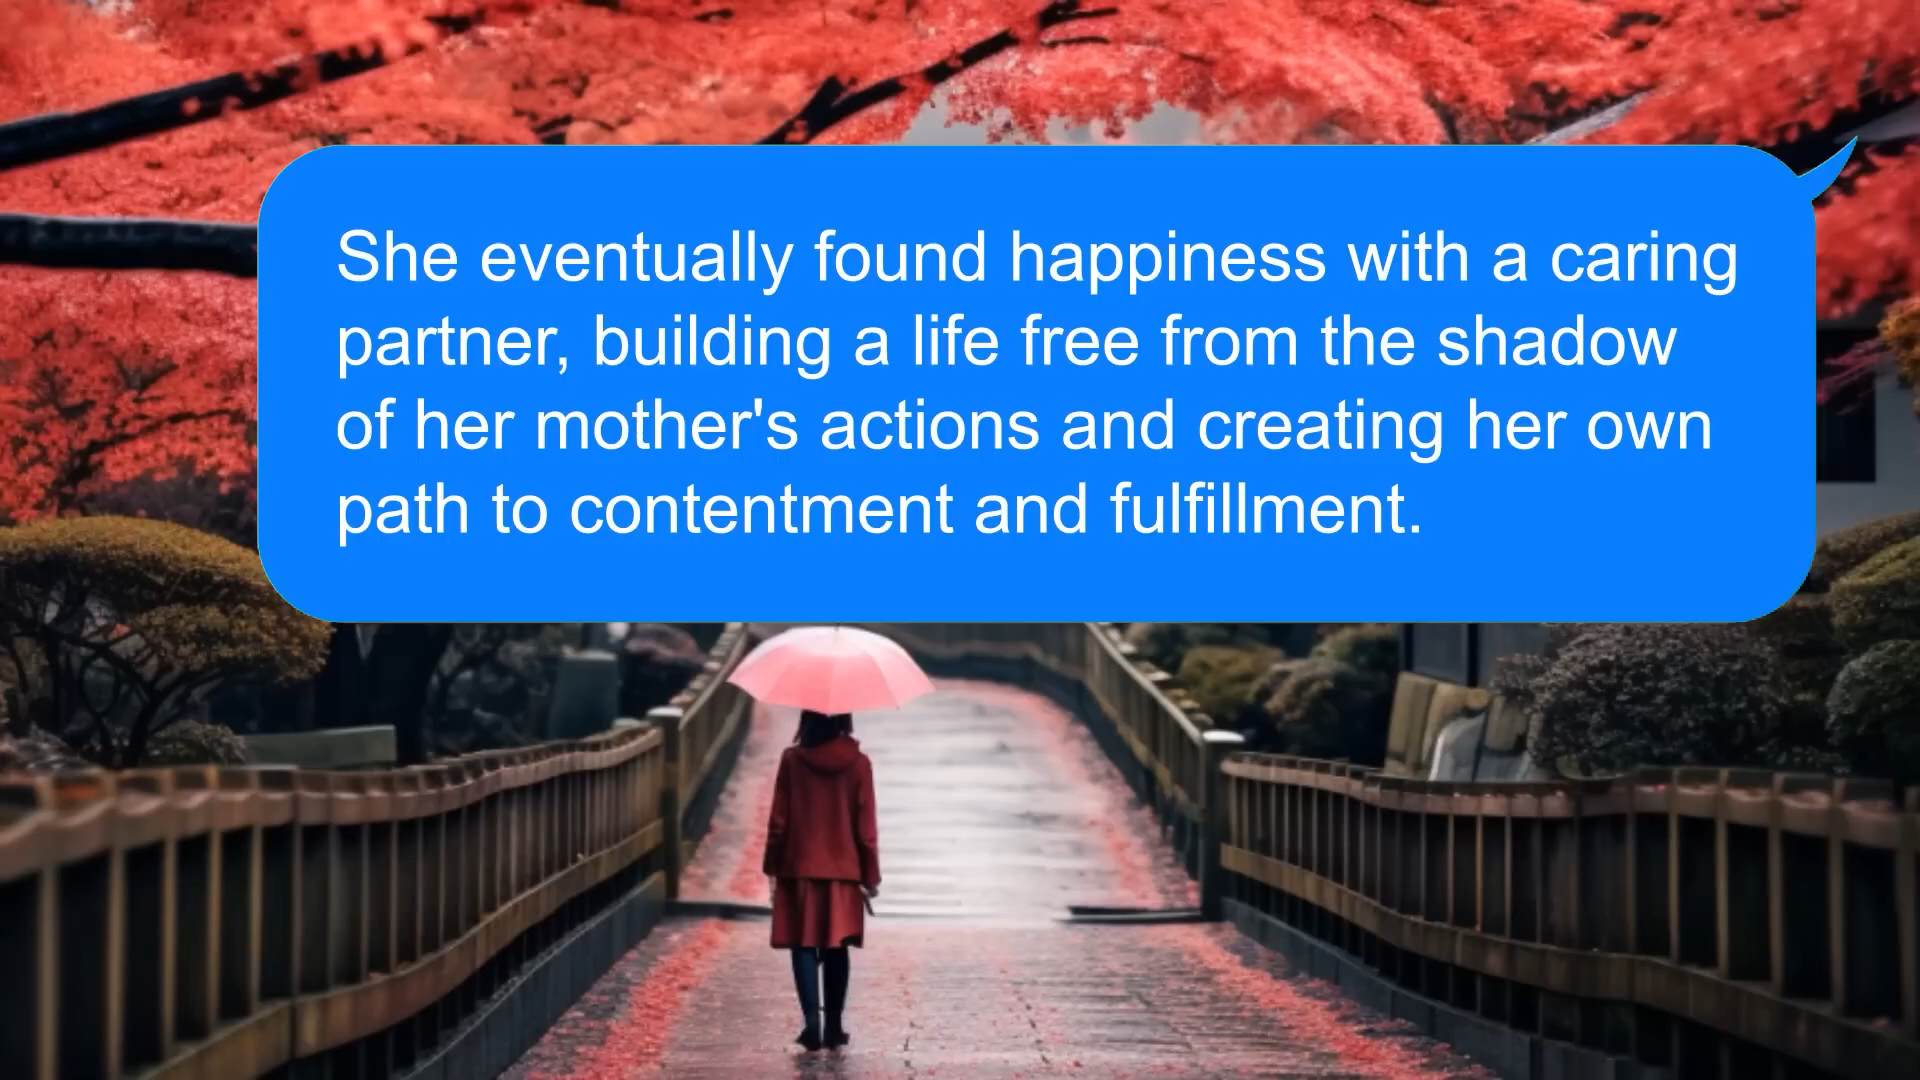 She eventually found happiness with a caring
partner, building a life free from the shadow
of her mother's actions and creating her own
path to contentment and fulfillment.